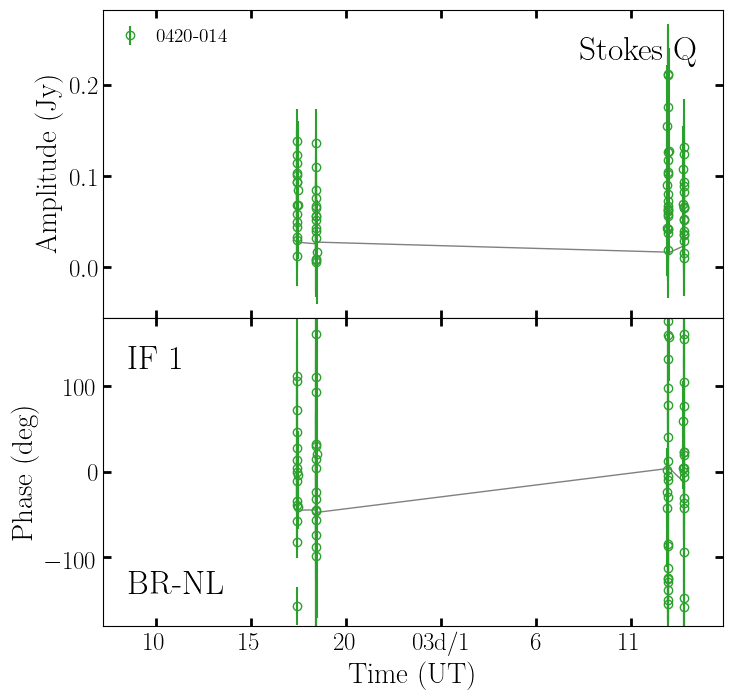 0420-014
Stokes Q
Amplitude (Jy)
0.2
0.1
0.0
IF 1
Phase (deg)
100
0
−100
BR-NL
10 15 20 03d/1 6 11
Time (UT)